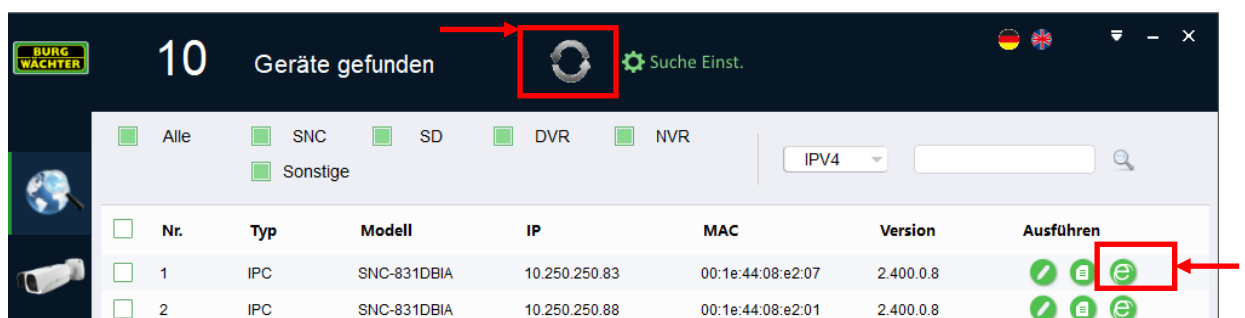 BURG
WÄCHTER
10 Geräte gefunden
Suche Einst.
Alle SNC SD DVR NVR
Sonstige
IPV4
Nr. Typ Modell IP MAC Version Ausführen
1 IPC SNC-831DBIA 10.250.250.83 00:1e:44:08:e2:07 2.400.0.8
2 IPC SNC-831DBIA 10.250.250.88 00:1e:44:08:e2:01 2.400.0.8